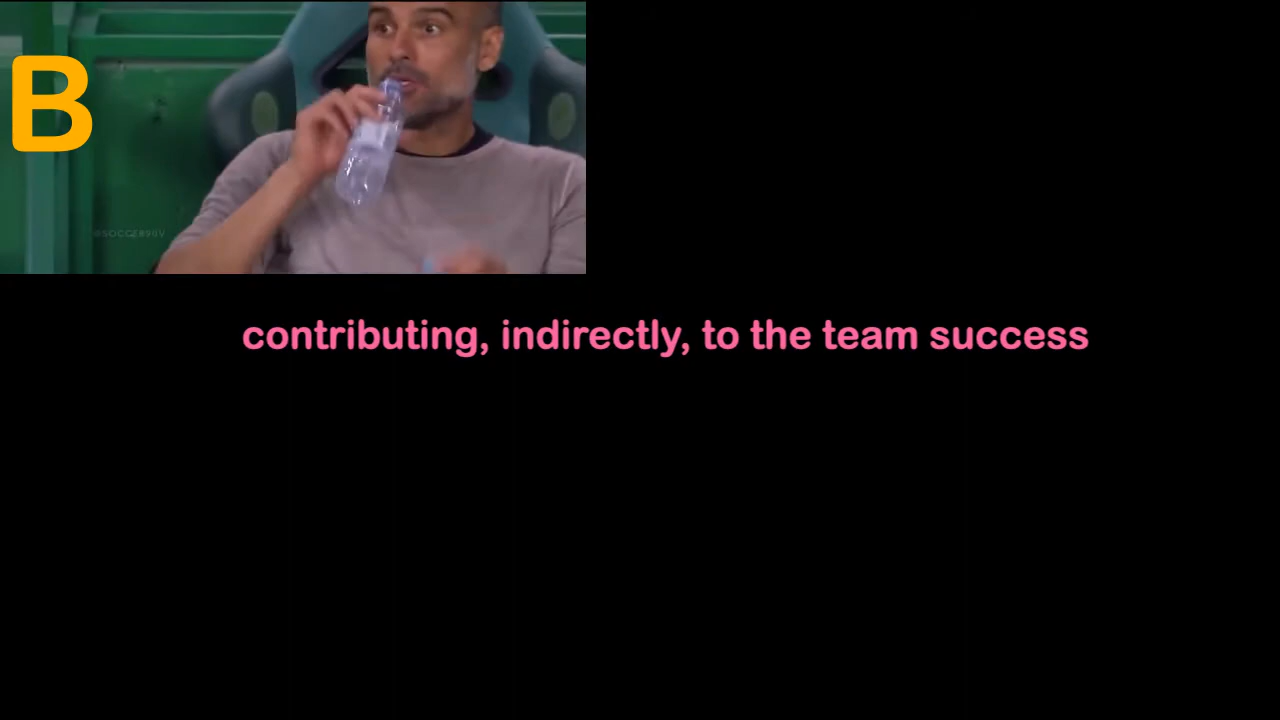 B
contributing, indirectly, to the team success